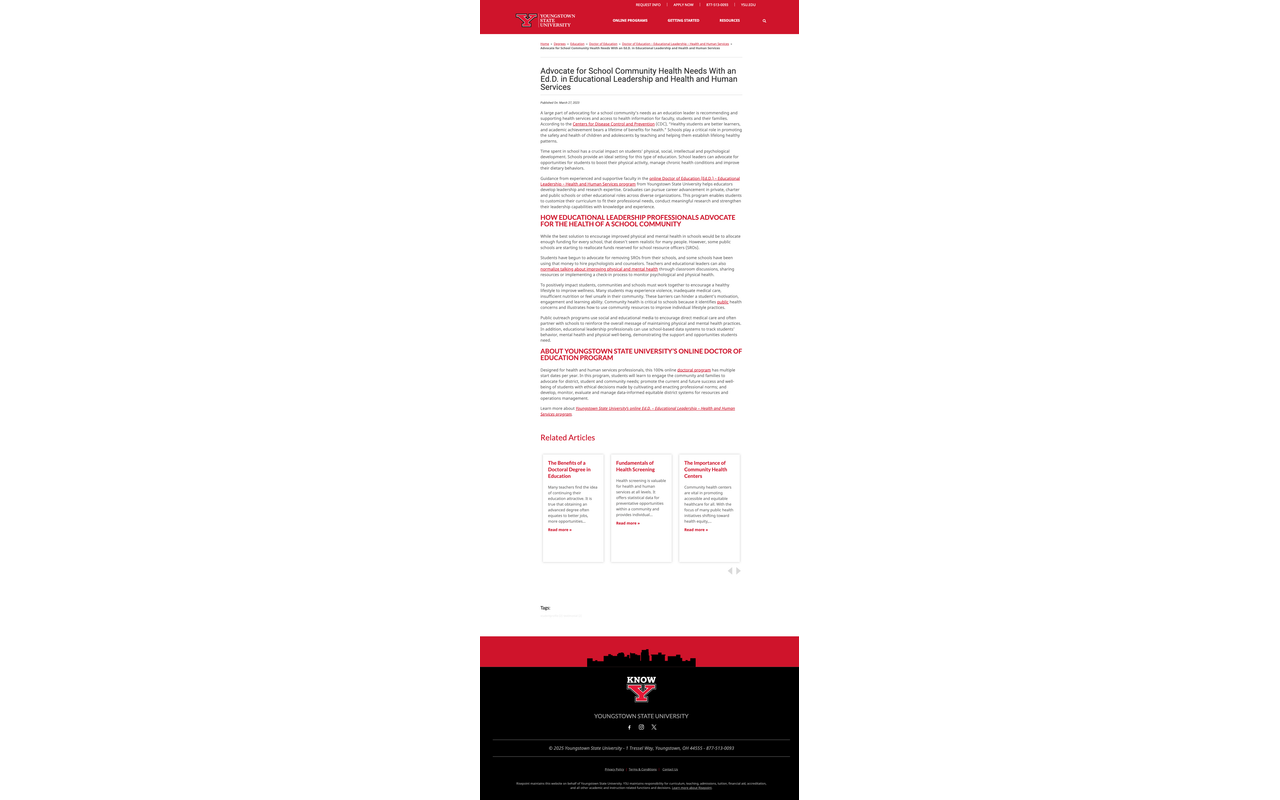 REQUEST INFO | APPLY NOW | 877-513-0093 | YSU.EDU
YOUNGSTOWN
STATE
UNIVERSITY
ONLINE PROGRAMS GETTING STARTED RESOURCES
Home > Degrees > Education > Doctor of Education > Doctor of Education – Educational Leadership – Health and Human Services >
Advocate for School Community Health Needs With an Ed.D. in Educational Leadership and Health and Human Services
Advocate for School Community Health Needs With an
Ed.D. in Educational Leadership and Health and Human
Services
A large part of advocating for a school community's needs as an education leader is recommending and
supporting health services and access to information for faculty, students and their families.
According to the Centers for Disease Control and Prevention (CDC), "Healthy students are better learners,
and academic achievement bears a lifetime of benefits for health." Schools play a critical role in promoting
the safety and health of children and adolescents by teaching and helping them establish lifelong healthy
patterns.
Time spent in school has a crucial impact on students' physical, social, intellectual and psychological
development. Schools provide an ideal setting for this type of education. School leaders can advocate for
opportunities for students to boost their physical activity, manage chronic health conditions and improve
their dietary behaviors.
Guidance from experienced and supportive faculty in the online Doctor of Education (Ed.D.) – Educational
Leadership – Health and Human Services program from Youngstown State University helps educators
develop leadership and research expertise. Graduates can pursue career advancement in private, charter
and public schools or other educational roles across diverse organizations. This program enables students
to customize their curriculum to fit their professional needs, conduct meaningful research and strengthen
their leadership capabilities with knowledge and experience.
HOW EDUCATIONAL LEADERSHIP PROFESSIONALS ADVOCATE
FOR THE HEALTH OF A SCHOOL COMMUNITY
While the best solution to encourage improved physical and mental health in schools would be to allocate
enough funding for every school, that doesn't seem realistic for many people. However, some public
schools are starting to reallocate funds reserved for school resource officers (SROs).
Students have begun to advocate for removing SROs from their schools, and some schools have been
using that money to hire psychologists and counselors. Teachers and educational leaders can also
normalize talking about improving physical and mental health through classroom discussions, sharing
resources or implementing a check-in process to monitor psychological and physical health.
To positively impact students, communities and schools must work together to encourage a healthy
lifestyle to improve wellness. Many students may experience violence, inadequate medical care,
insufficient nutrition or feel unsafe in their community. These barriers can hinder a student's motivation,
engagement and learning ability. Community health is critical to schools because it identifies public health
concerns and illustrates how to use community resources to improve individual lifestyle practices.
Public outreach programs use social and educational media to encourage direct medical care and often
partner with schools to reinforce the overall message of maintaining physical and mental health practices.
In addition, educational leadership professionals can use school-based data systems to track students'
behavior, mental health and physical well-being, demonstrating the support and opportunities students
need.
ABOUT YOUNGSTOWN STATE UNIVERSITY'S ONLINE DOCTOR OF
EDUCATION PROGRAM
Designed for health and human services professionals, this 100% online doctoral program has multiple
start dates per year. In this program, students will learn to engage the community and families to
advocate for district, student and community needs; promote the current and future success and well-
being of students with ethical decisions made by cultivating and enacting professional norms; and
develop, monitor, evaluate and manage data-informed equitable district systems for resources and
operations management.
Learn more about Youngstown State University's online Ed.D. – Educational Leadership – Health and Human
Services program.
Related Articles
The Benefits of a
Doctoral Degree in
Education
Many teachers find the idea
of continuing their
education attractive. It is
true that obtaining an
advanced degree often
equates to better jobs,
more opportunities...
Read more »
Fundamentals of
Health Screening
Health screening is valuable
for health and human
services at all levels. It
offers statistical data for
preventative opportunities
within a community and
provides individual...
Read more »
The Importance of
Community Health
Centers
Community health centers
are vital in promoting
accessible and equitable
healthcare for all. With the
focus of many public health
initiatives shifting toward
health equity,...
Read more »
Tags:
KNOW
Y
YOUNGSTOWN STATE UNIVERSITY
© 2025 Youngstown State University - 1 Tressel Way, Youngstown, OH 44555 - 877-513-0093
Privacy Policy | Terms & Conditions | Contact Us
Risepoint maintains this website on behalf of Youngstown State University. YSU maintains responsibility for curriculum, teaching, admissions, tuition, financial aid, accreditation,
and all other academic and instruction-related functions and decisions. Learn more about Risepoint.